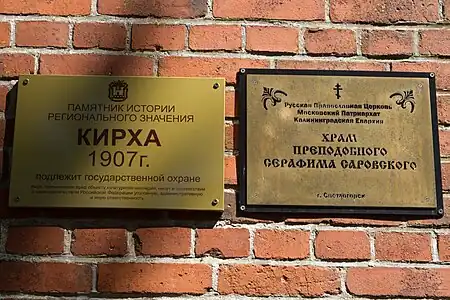 ПАМЯТНИК ИСТОРИИ
РЕГИОНАЛЬНОГО ЗНАЧЕНИЯ
КИРХА
1907г.
подлежит государственной охране
Русская Православная Церковь
Московский Патриархат
Калининградская Епархия
ХРАМ
ПРЕПОДОБНОГО
СЕРАФИМА САРОВСКОГО
г. Светлогорск